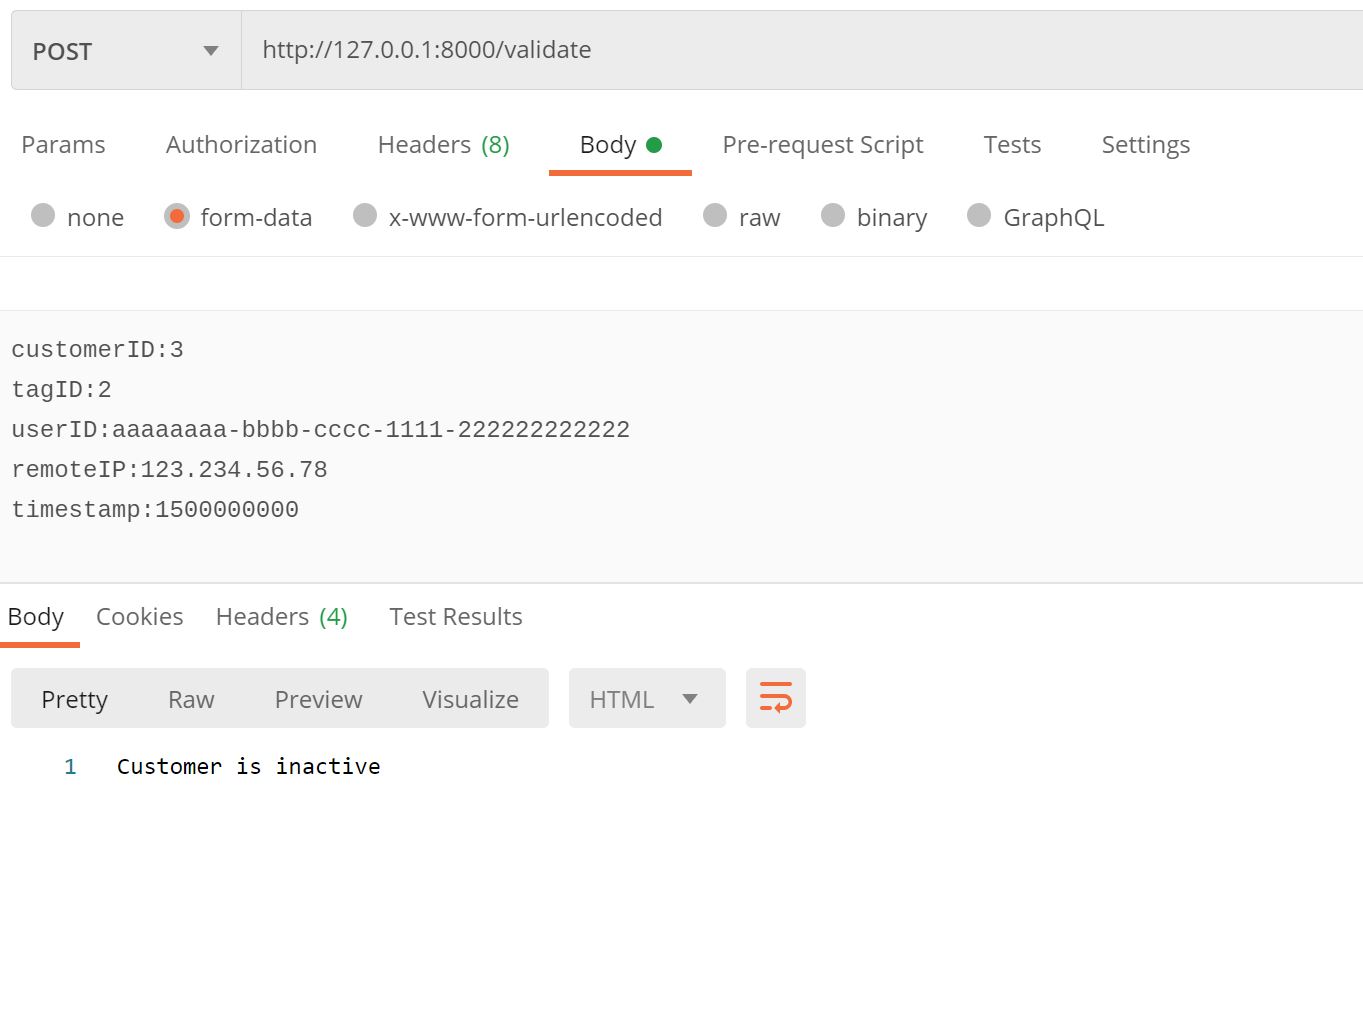 POST http://127.0.0.1:8000/validate
Params Authorization Headers (8) Body Pre-request Script Tests Settings
none form-data x-www-form-urlencoded raw binary GraphQL
customerID:3
tagID:2
userID:aaaaaaaa-bbbb-cccc-1111-222222222222
remoteIP:123.234.56.78
timestamp:1500000000
Body Cookies Headers (4) Test Results
Pretty Raw Preview Visualize HTML
1 Customer is inactive